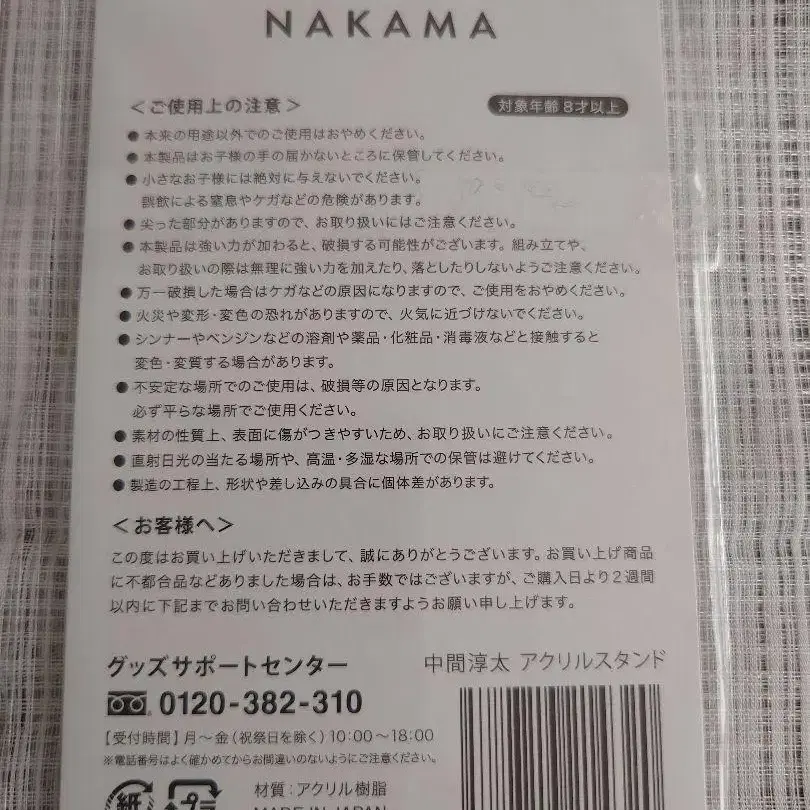 NAKAMA
＜ご使用上の注意＞
対象年齢 8才以上
●本来の用途以外でのご使用はおやめください。
●本製品はお子様の手の届かないところに保管してください。
●小さなお子様には絶対に与えないでください。
誤飲による窒息やケガなどの危険があります。
●尖った部分がありますので、お取り扱いにはご注意ください。
●本製品は強い力が加わると、破損する可能性がございます。組み立てや、
お取り扱いの際は無理に強い力を加えたり、落としたりしないようご注意ください。
●万一破損した場合はケガなどの原因になりますので、ご使用をおやめください。
●火災や変形・変色の恐れがありますので、火気に近づけないでください。
●シンナーやベンジンなどの溶剤や薬品・化粧品・消毒液などと接触すると
変色・変質する場合があります。
●不安定な場所でのご使用は、破損等の原因となります。
必ず平らな場所でご使用ください。
●素材の性質上、表面に傷がつきやすいため、お取り扱いにご注意ください。
●直射日光の当たる場所や、高温・多湿な場所での保管は避けてください。
●製造の工程上、形状や差し込みの具合に個体差があります。
＜お客様へ＞
この度はお買い上げいただきまして、誠にありがとうございます。お買い上げ商品
に不都合品などありました場合は、お手数ではございますが、ご購入日より2週間
以内に下記までお問い合わせいただきますようお願い申し上げます。
グッズサポートセンター
中間淳太 アクリルスタンド
0120-382-310
【受付時間】月〜金（祝祭日を除く）10:00〜18:00
※電話番号はよく確かめてからお間違いのないようにご注意ください。
紙
プラ
材質：アクリル樹脂
MADE IN JAPAN